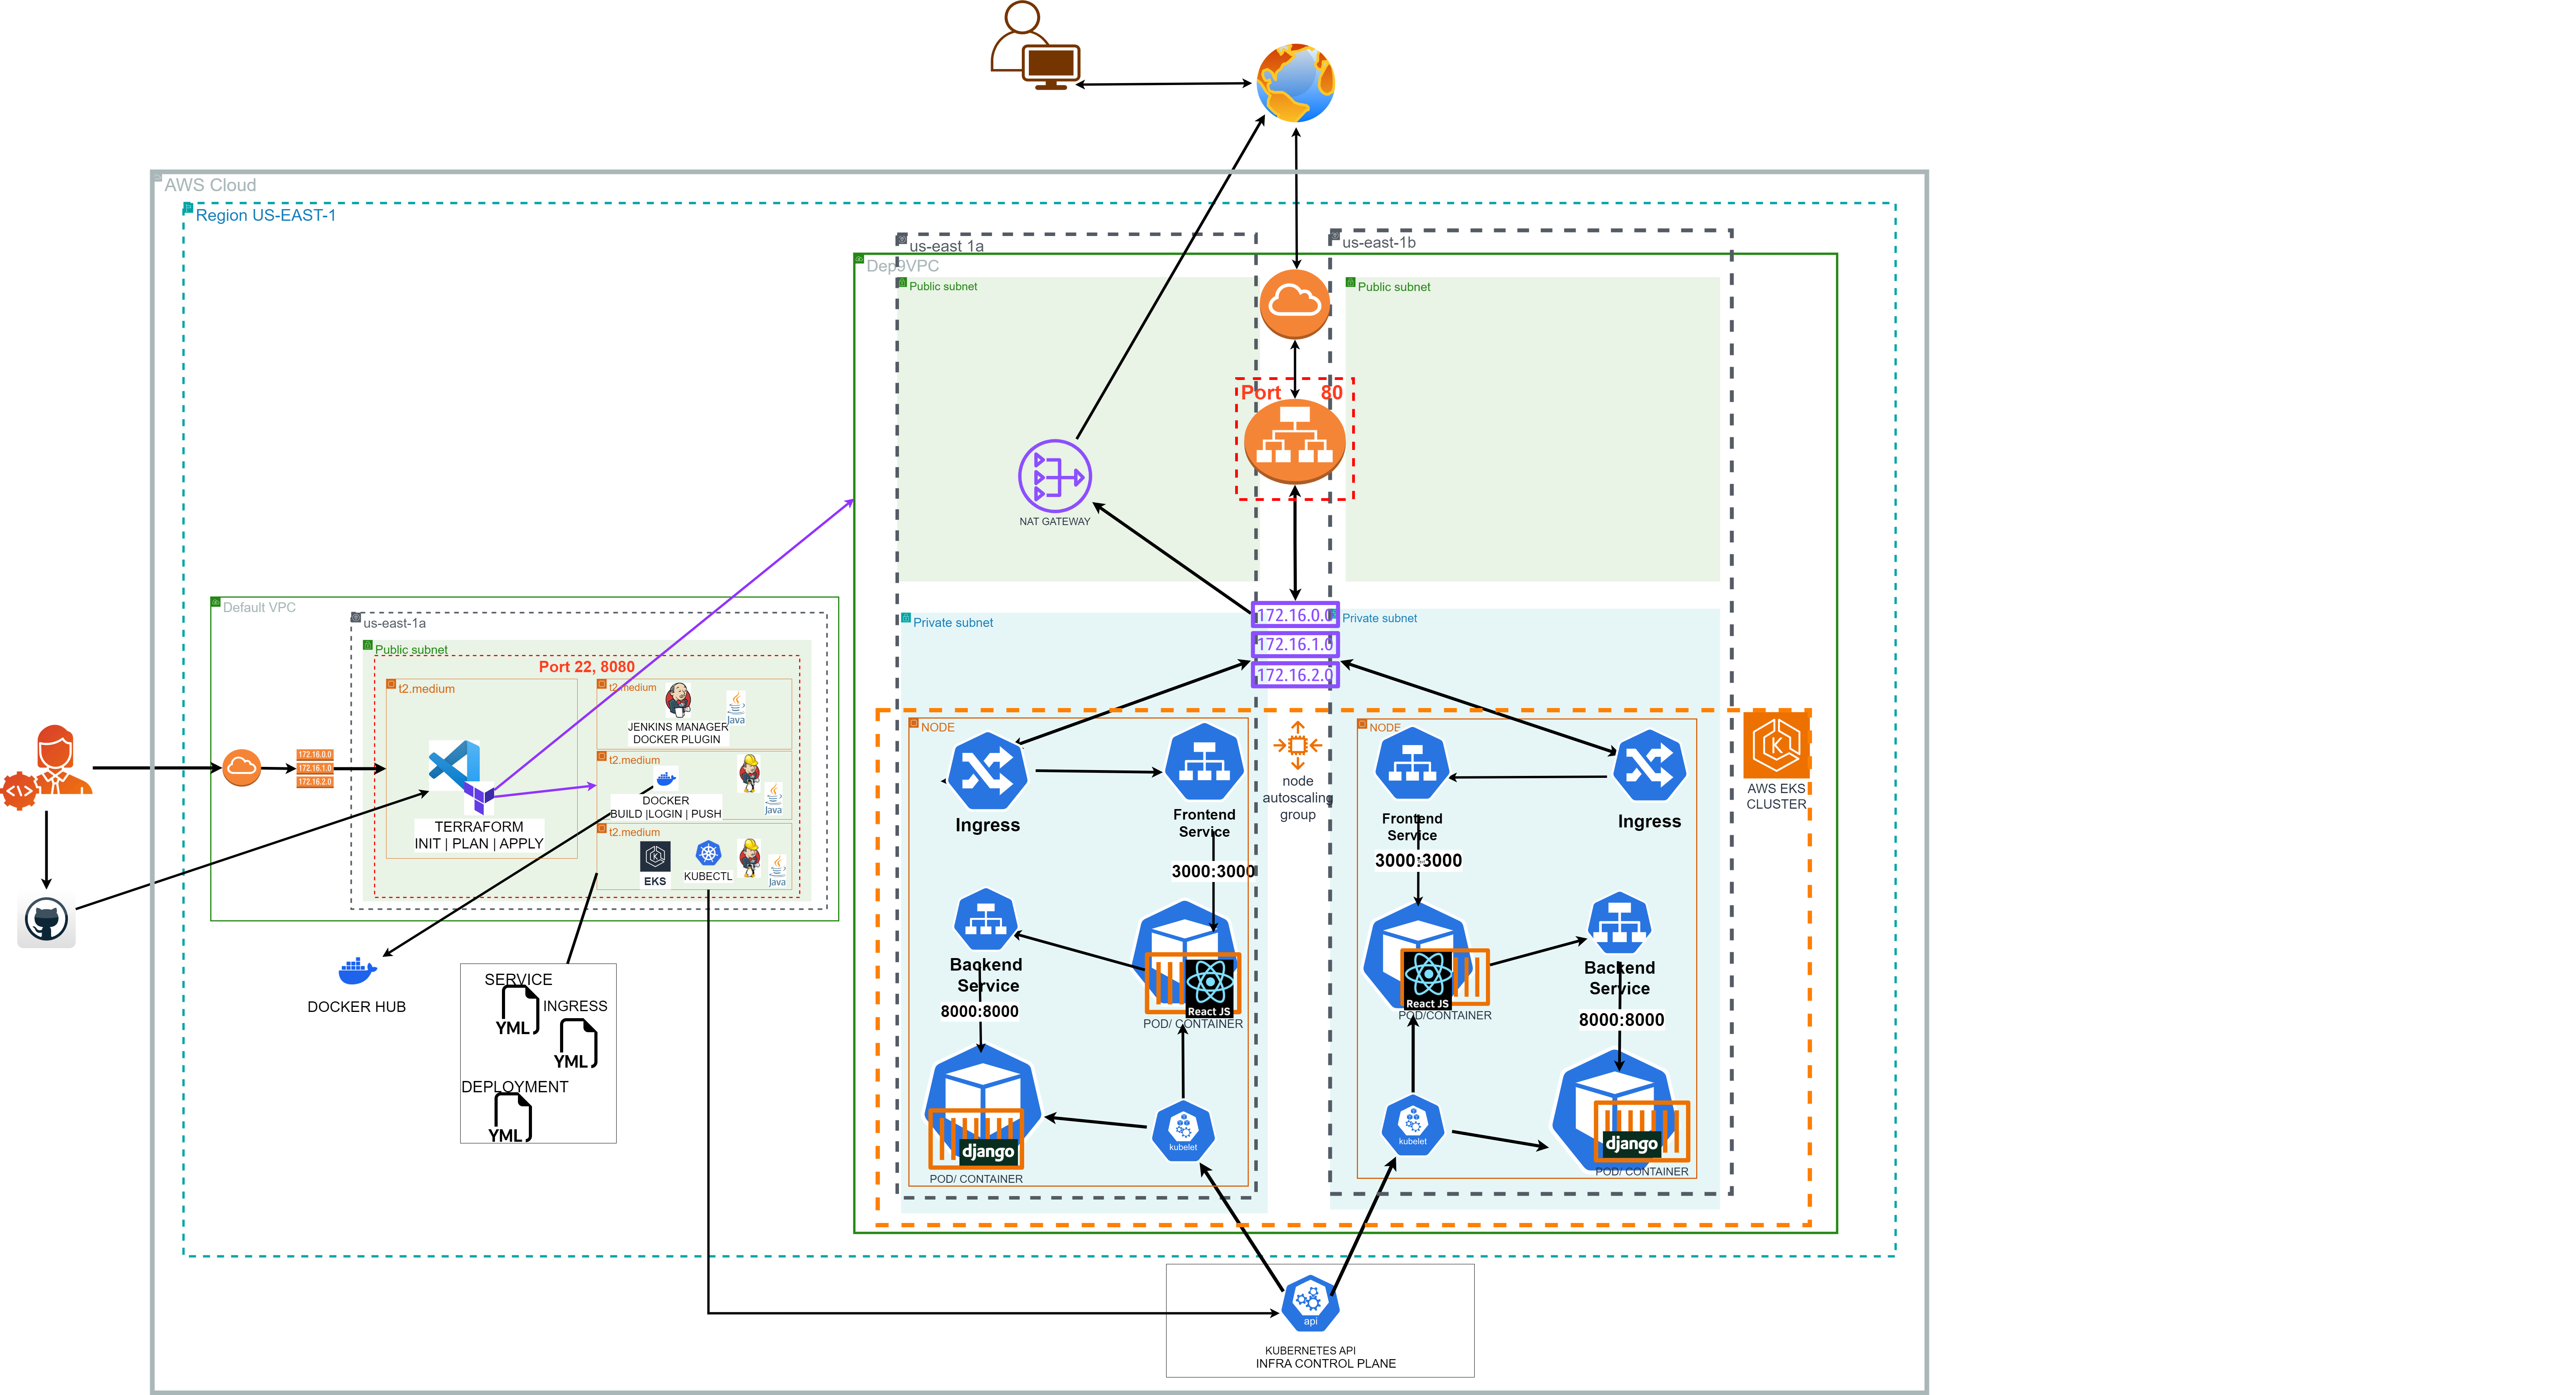 AWS Cloud
Region US-EAST-1
us-east 1a
us-east-1b
Dep9VPC
Public subnet
Public subnet
Port 80
NAT GATEWAY
172.16.0.0
172.16.1.0
172.16.2.0
Private subnet
Private subnet
Default VPC
us-east-1a
Public subnet
Port 22, 8080
t2.medium
t2.medium
JENKINS MANAGER
DOCKER PLUGIN
Java
t2.medium
DOCKER
BUILD |LOGIN | PUSH
Java
t2.medium
EKS
KUBECTL
Java
172.16.0.0
172.16.1.0
172.16.2.0
TERRAFORM
INIT | PLAN | APPLY
DOCKER HUB
SERVICE
YML
INGRESS
YML
DEPLOYMENT
YML
NODE
Ingress
Frontend
Service
3000:3000
Backend
Service
8000:8000
React JS
POD/ CONTAINER
django
POD/ CONTAINER
kubelet
node
autoscaling
group
NODE
Frontend
Service
3000:3000
Ingress
React JS
POD/CONTAINER
Backend
Service
8000:8000
kubelet
django
POD/ CONTAINER
AWS EKS
CLUSTER
api
KUBERNETES API
INFRA CONTROL PLANE